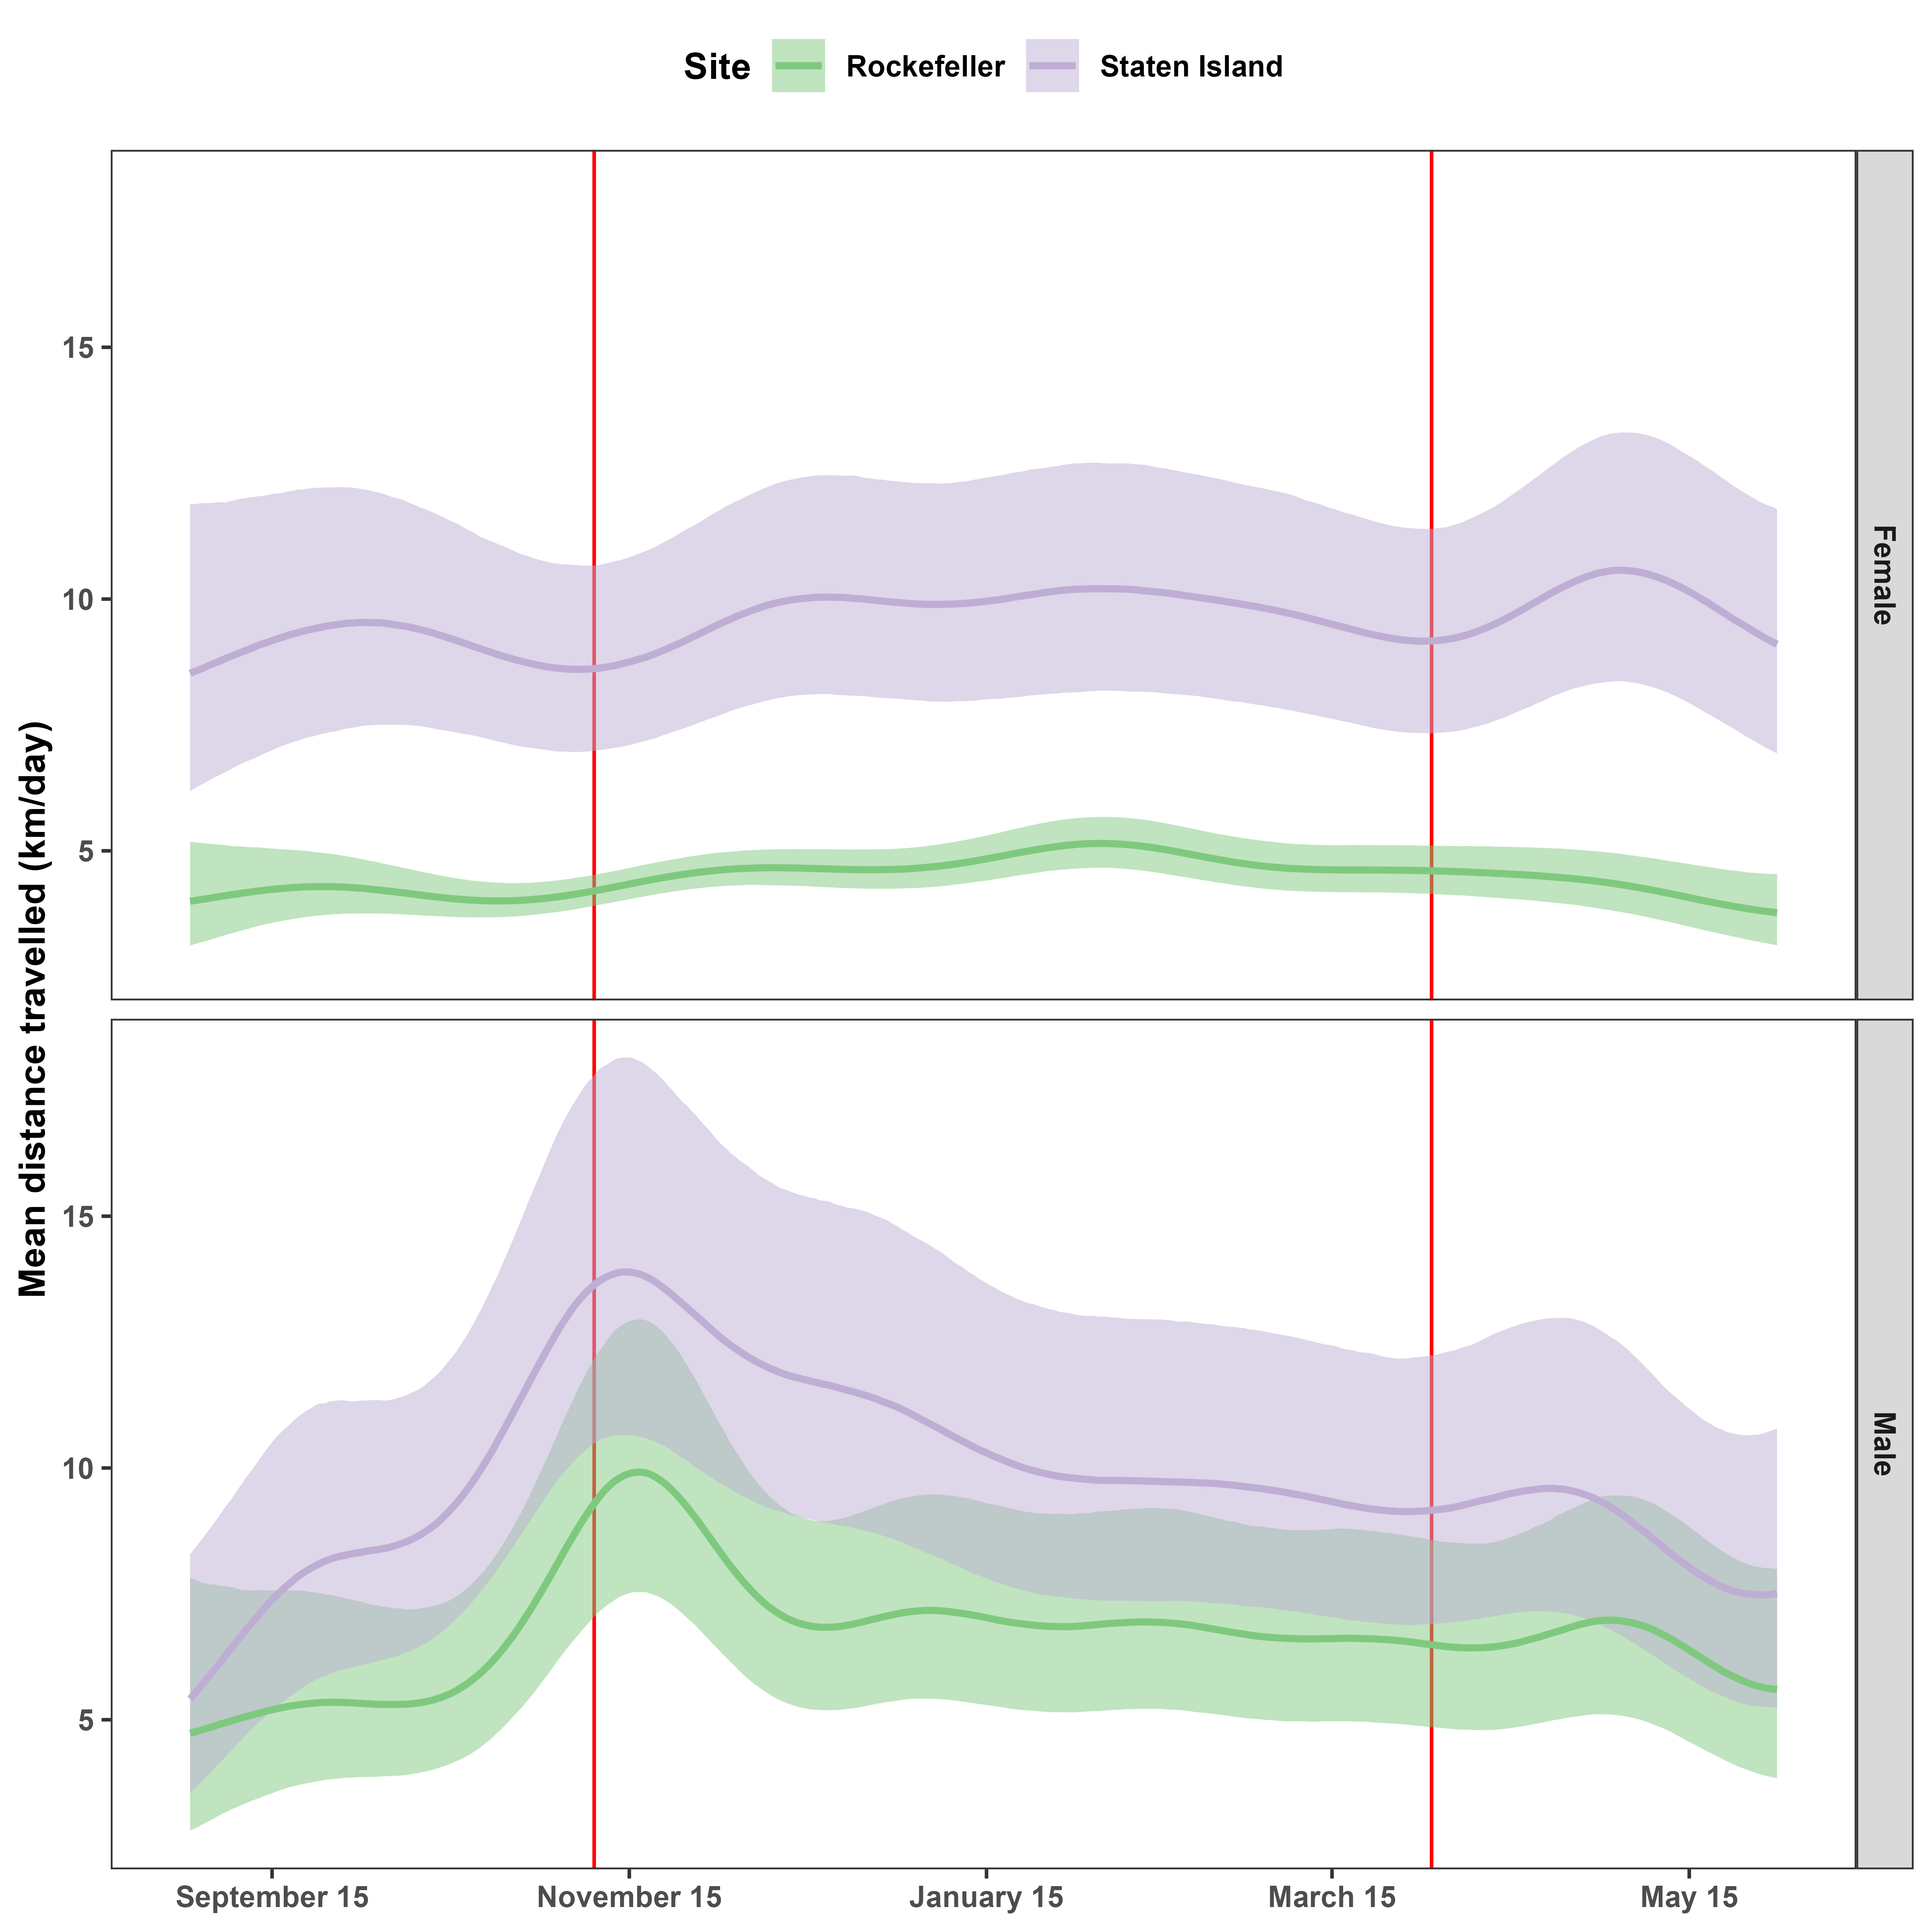 Site Rockefeller Staten Island
Mean distance travelled (km/day)
15
10
5
Female
15
10
5
Male
September 15 November 15 January 15 March 15 May 15